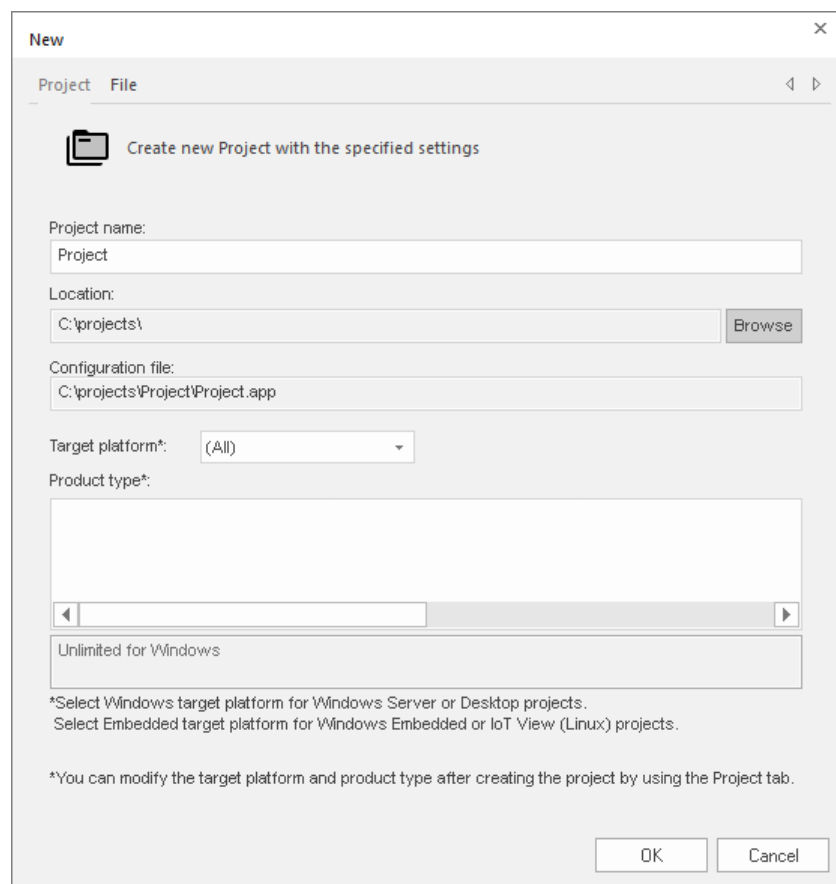 New
Project File
Create new Project with the specified settings
Project name:
Project
Location:
C:\projects\
Browse
Configuration file:
C:\projects\Project\Project.app
Target platform*: (All)
Product type*:
Unlimited for Windows
*Select Windows target platform for Windows Server or Desktop projects.
Select Embedded target platform for Windows Embedded or IoT View (Linux) projects.
*You can modify the target platform and product type after creating the project by using the Project tab.
OK Cancel